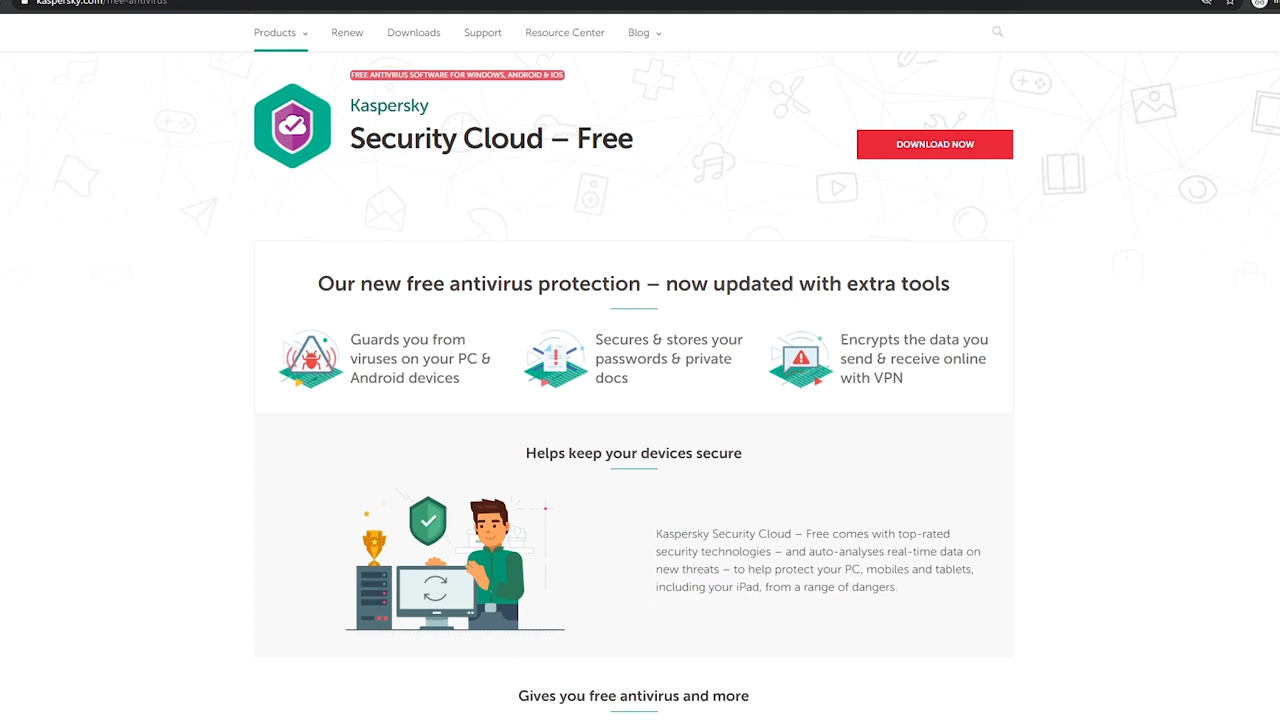 kaspersky.com/free-antivirus
Products
Renew
Downloads
Support
Resource Center
Blog
FREE ANTIVIRUS SOFTWARE FOR WINDOWS, ANDROID & IOS
Kaspersky
Security Cloud – Free
DOWNLOAD NOW
Our new free antivirus protection – now updated with extra tools
Guards you from
viruses on your PC &
Android devices
Secures & stores your
passwords & private
docs
Encrypts the data you
send & receive online
with VPN
Helps keep your devices secure
Kaspersky Security Cloud – Free comes with top-rated
security technologies – and auto-analyses real-time data on
new threats – to help protect your PC, mobiles and tablets,
including your iPad, from a range of dangers.
Gives you free antivirus and more